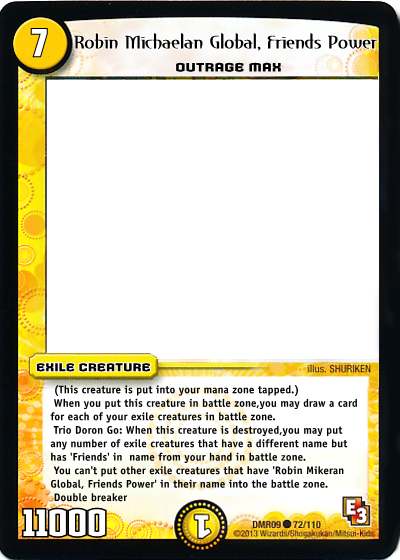 7
Robin Michaelan Global, Friends Power
OUTRAGE MAX
EXILE CREATURE
illus. SHURIKEN
(This creature is put into your mana zone tapped.)
When you put this creature in battle zone,you may draw a card
for each of your exile creatures in battle zone.
Trio Doron Go: When this creature is destroyed,you may put
any number of exile creatures that have a different name but
has 'Friends' in name from your hand in battle zone.
You can't put other exile creatures that have 'Robin Mikeran
Global, Friends Power' in their name into the battle zone.
Double breaker
11000
1
DMR09 72/110
©2013 Wizards/Shogakukan/Mitsui-Kids
E3